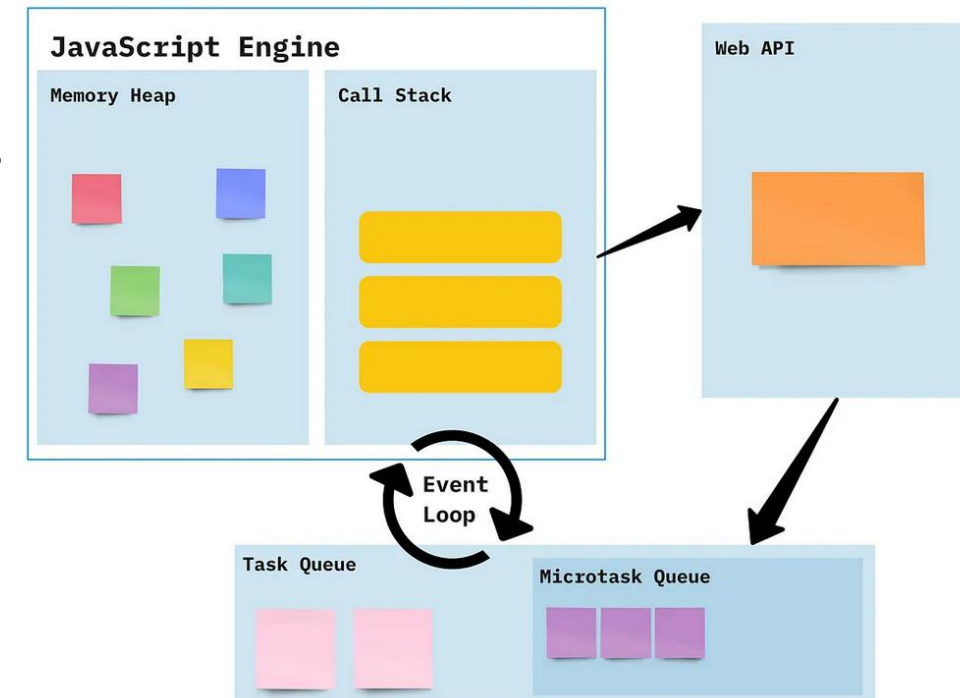 JavaScript Engine
Memory Heap
Call Stack
Web API
Event
Loop
Task Queue
Microtask Queue